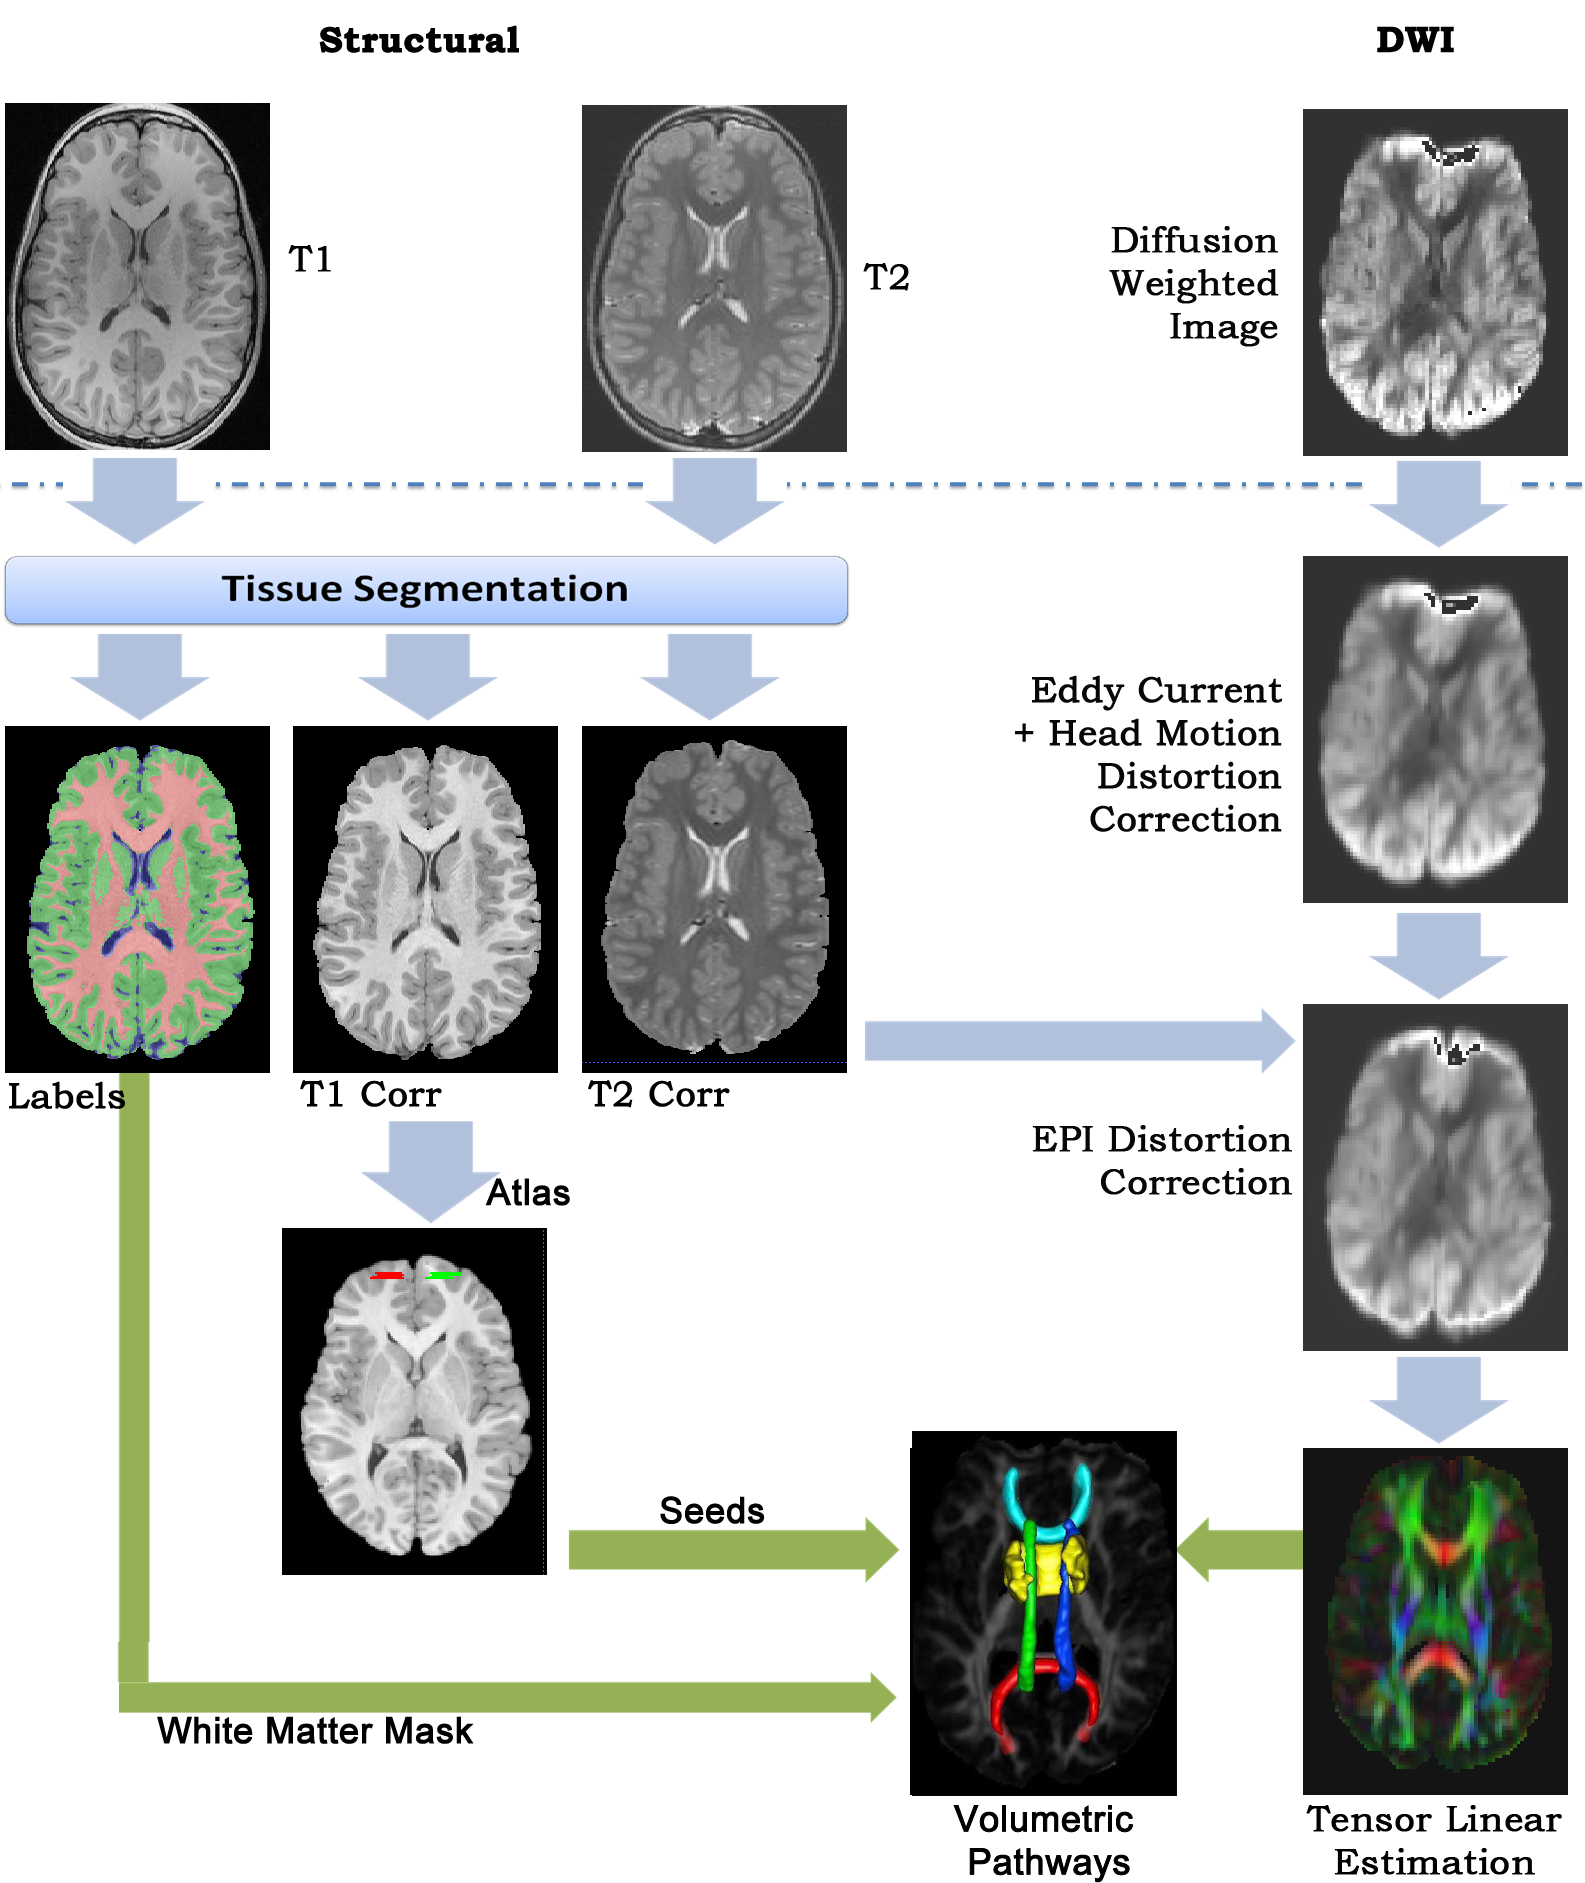 Structural
DWI
T1
T2
Diffusion
Weighted
Image
Tissue Segmentation
Eddy Current
+ Head Motion
Distortion
Correction
Labels
T1 Corr
T2 Corr
EPI Distortion
Correction
Atlas
Seeds
White Matter Mask
Volumetric
Pathways
Tensor Linear
Estimation